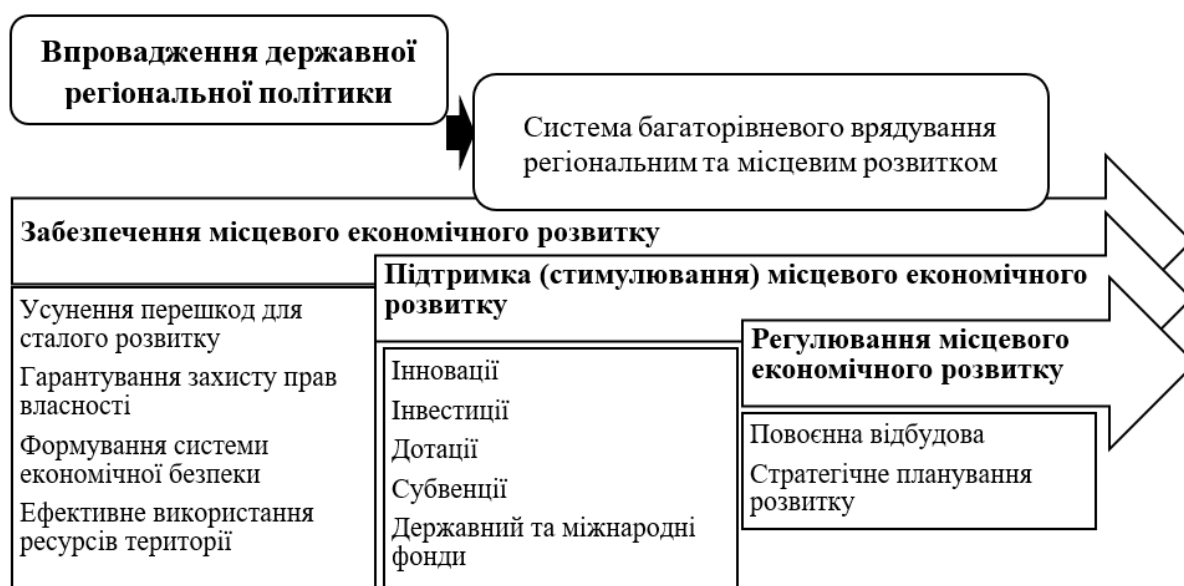 Впровадження державної
регіональної політики
Система багаторівневого врядування
регіональним та місцевим розвитком
Забезпечення місцевого економічного розвитку
Усунення перешкод для
сталого розвитку
Гарантування захисту прав
власності
Формування системи
економічної безпеки
Ефективне використання
ресурсів території
Підтримка (стимулювання) місцевого економічного
розвитку
Інновації
Інвестиції
Дотації
Субвенції
Державний та міжнародні
фонди
Регулювання місцевого
економічного розвитку
Повоєнна відбудова
Стратегічне планування
розвитку